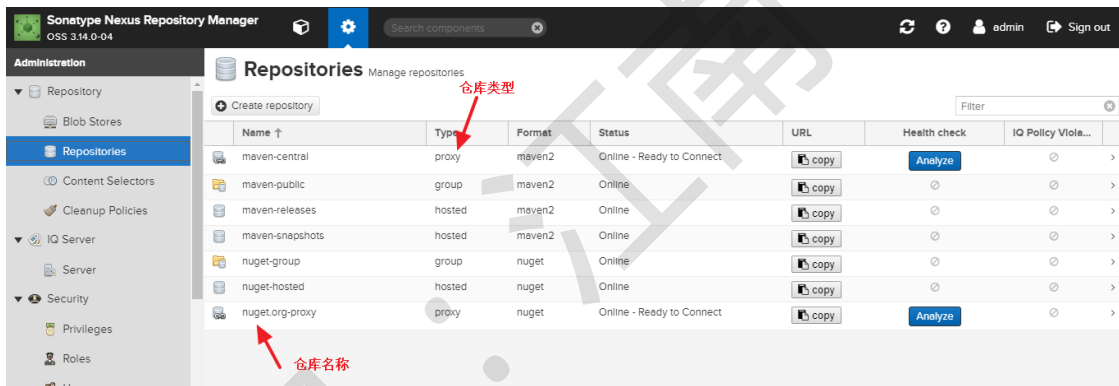 Sonatype Nexus Repository Manager
OSS 3.14.0-04
Search components
admin
Sign out
Administration
Repository
Blob Stores
Repositories
Content Selectors
Cleanup Policies
IQ Server
Server
Security
Privileges
Roles
Repositories Manage repositories
仓库类型
Create repository
Filter
Name ↑ Type Format Status URL Health check IQ Policy Viola...
maven-central proxy maven2 Online - Ready to Connect copy Analyze
maven-public group maven2 Online copy
maven-releases hosted maven2 Online copy
maven-snapshots hosted maven2 Online copy
nuget-group group nuget Online copy
nuget-hosted hosted nuget Online copy
nuget.org-proxy proxy nuget Online - Ready to Connect copy Analyze
仓库名称
江南